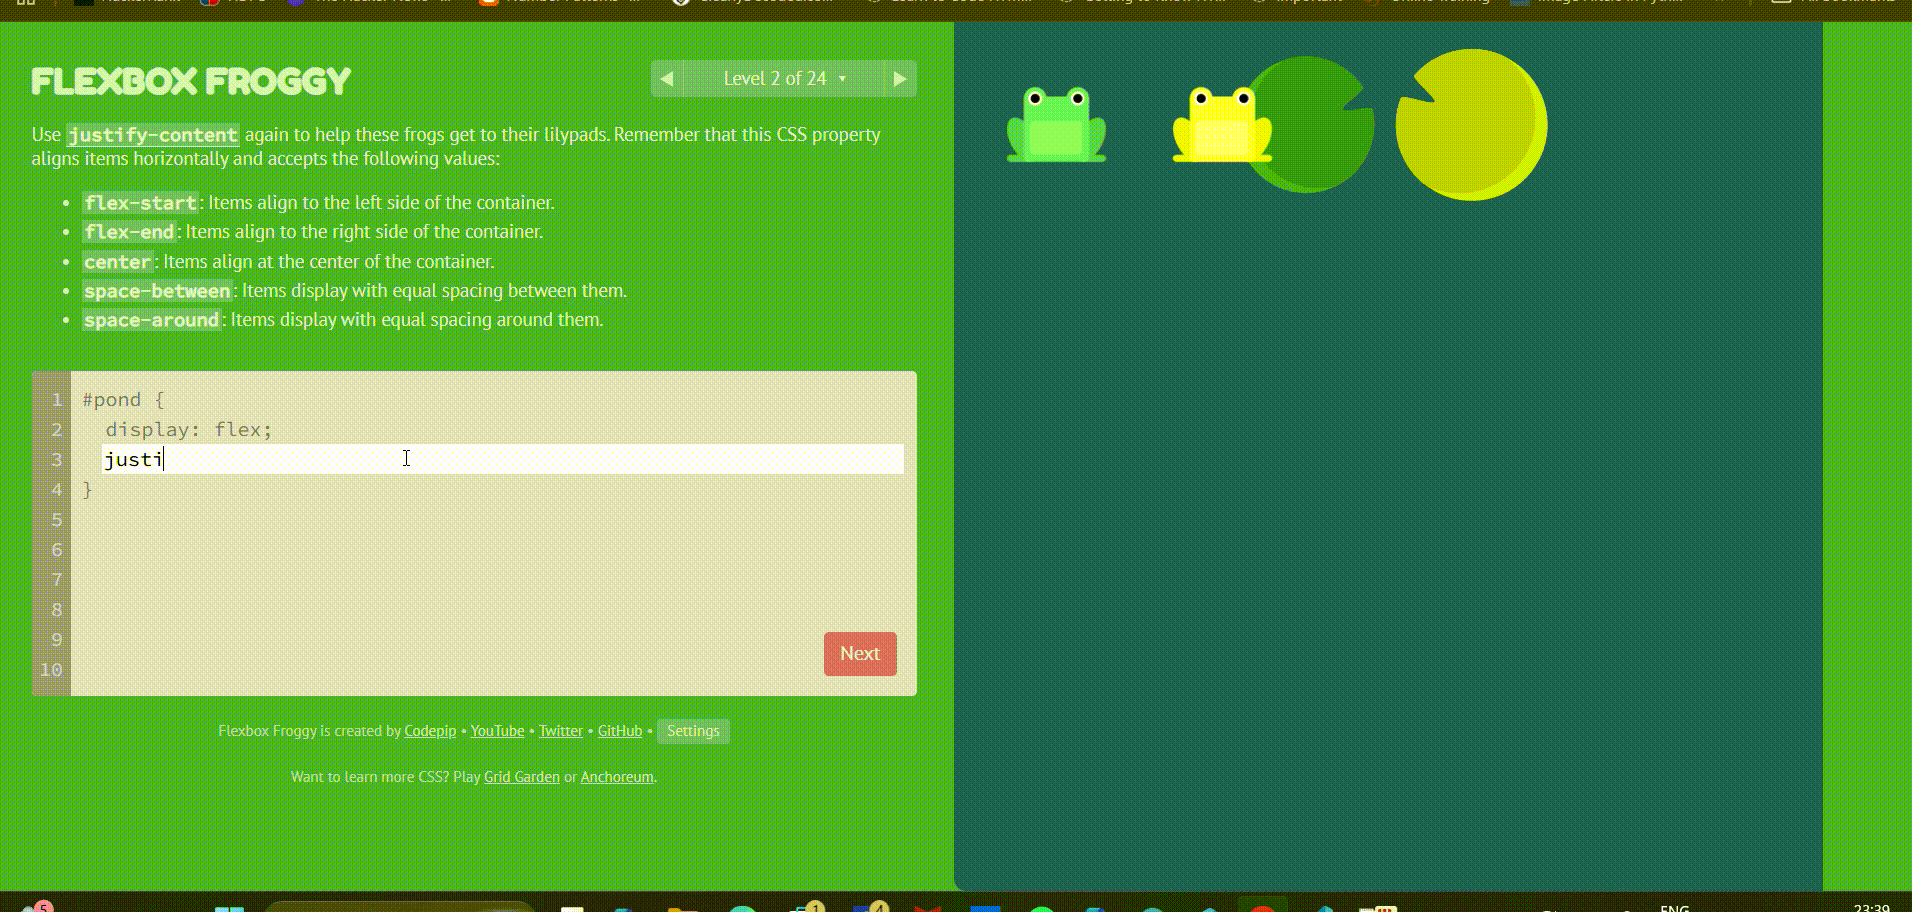 FLEXBOX FROGGY
Level 2 of 24
Use justify-content again to help these frogs get to their lilypads. Remember that this CSS property
aligns items horizontally and accepts the following values:
flex-start: Items align to the left side of the container.
flex-end: Items align to the right side of the container.
center: Items align at the center of the container.
space-between: Items display with equal spacing between them.
space-around: Items display with equal spacing around them.
1 #pond {
2 display: flex;
3 justi
4 }
5
6
7
8
9
10
Next
Flexbox Froggy is created by Codepip • YouTube • Twitter • GitHub • Settings
Want to learn more CSS? Play Grid Garden or Anchoreum.
5
1
4
ENG
23:39